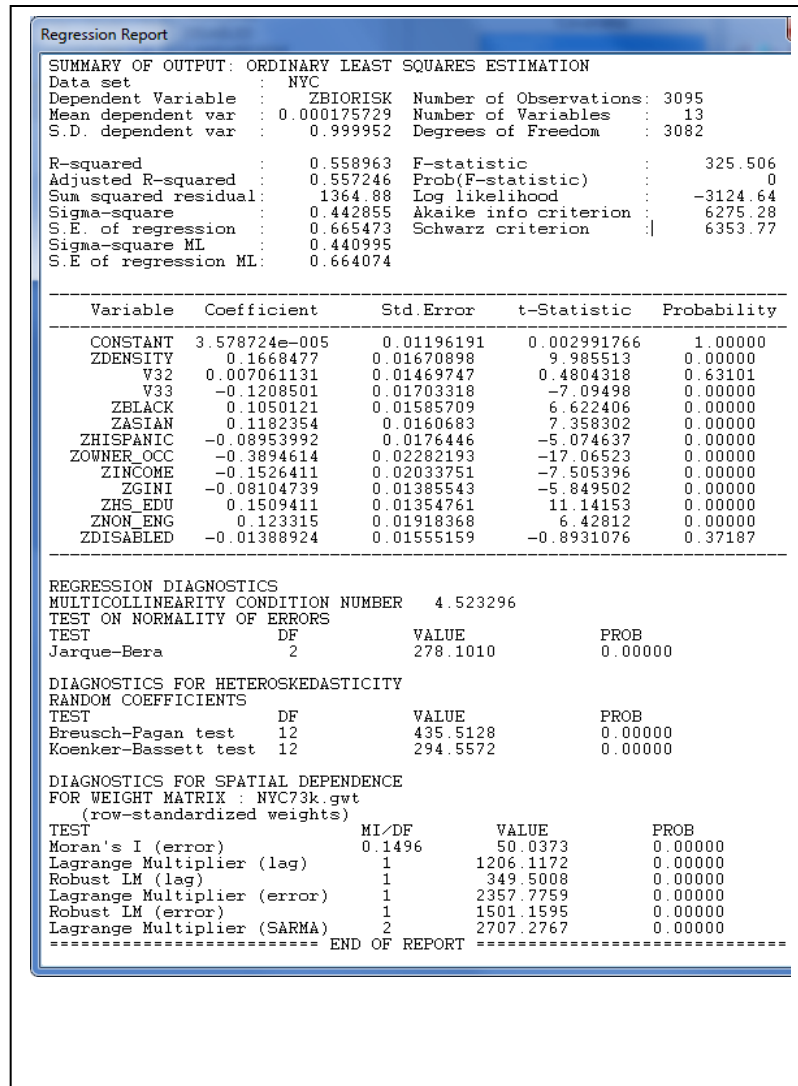 Regression Report
SUMMARY OF OUTPUT: ORDINARY LEAST SQUARES ESTIMATION
Data set : NYC
Dependent Variable : ZBIORISK Number of Observations: 3095
Mean dependent var : 0.000175729 Number of Variables : 13
S.D. dependent var : 0.999952 Degrees of Freedom : 3082
R-squared : 0.558963 F-statistic : 325.506
Adjusted R-squared : 0.557246 Prob(F-statistic) : 0
Sum squared residual: 1364.88 Log likelihood : -3124.64
Sigma-square : 0.442855 Akaike info criterion : 6275.28
S.E. of regression : 0.665473 Schwarz criterion : 6353.77
Sigma-square ML : 0.440995
S.E of regression ML: 0.664074
Variable Coefficient Std.Error t-Statistic Probability
CONSTANT 3.578724e-005 0.01196191 0.002991766 1.00000
ZDENSITY 0.1668477 0.01670898 9.985513 0.00000
V32 0.007061131 0.01469747 0.4804318 0.63101
V33 -0.1208501 0.01703318 -7.09498 0.00000
ZBLACK 0.1050121 0.01585709 6.622406 0.00000
ZASIAN 0.1182354 0.0160683 7.358302 0.00000
ZHISPANIC -0.08953992 0.0176446 -5.074637 0.00000
ZOWNER_OCC -0.3894614 0.02282193 -17.06523 0.00000
ZINCOME -0.1526411 0.02033751 -7.505396 0.00000
ZGINI -0.08104739 0.01385543 -5.849502 0.00000
ZHS_EDU 0.1509411 0.01354761 11.14153 0.00000
ZNON_ENG 0.123315 0.01918368 6.42812 0.00000
ZDISABLED -0.01388924 0.01555159 -0.8931076 0.37187
REGRESSION DIAGNOSTICS
MULTICOLLINEARITY CONDITION NUMBER 4.523296
TEST ON NORMALITY OF ERRORS
TEST DF VALUE PROB
Jarque-Bera 2 278.1010 0.00000
DIAGNOSTICS FOR HETEROSKEDASTICITY
RANDOM COEFFICIENTS
TEST DF VALUE PROB
Breusch-Pagan test 12 435.5128 0.00000
Koenker-Bassett test 12 294.5572 0.00000
DIAGNOSTICS FOR SPATIAL DEPENDENCE
FOR WEIGHT MATRIX : NYC73k.gwt
(row-standardized weights)
TEST MI/DF VALUE PROB
Moran's I (error) 0.1496 50.0373 0.00000
Lagrange Multiplier (lag) 1 1206.1172 0.00000
Robust LM (lag) 1 349.5008 0.00000
Lagrange Multiplier (error) 1 2357.7759 0.00000
Robust LM (error) 1 1501.1595 0.00000
Lagrange Multiplier (SARMA) 2 2707.2767 0.00000
========================== END OF REPORT ==============================